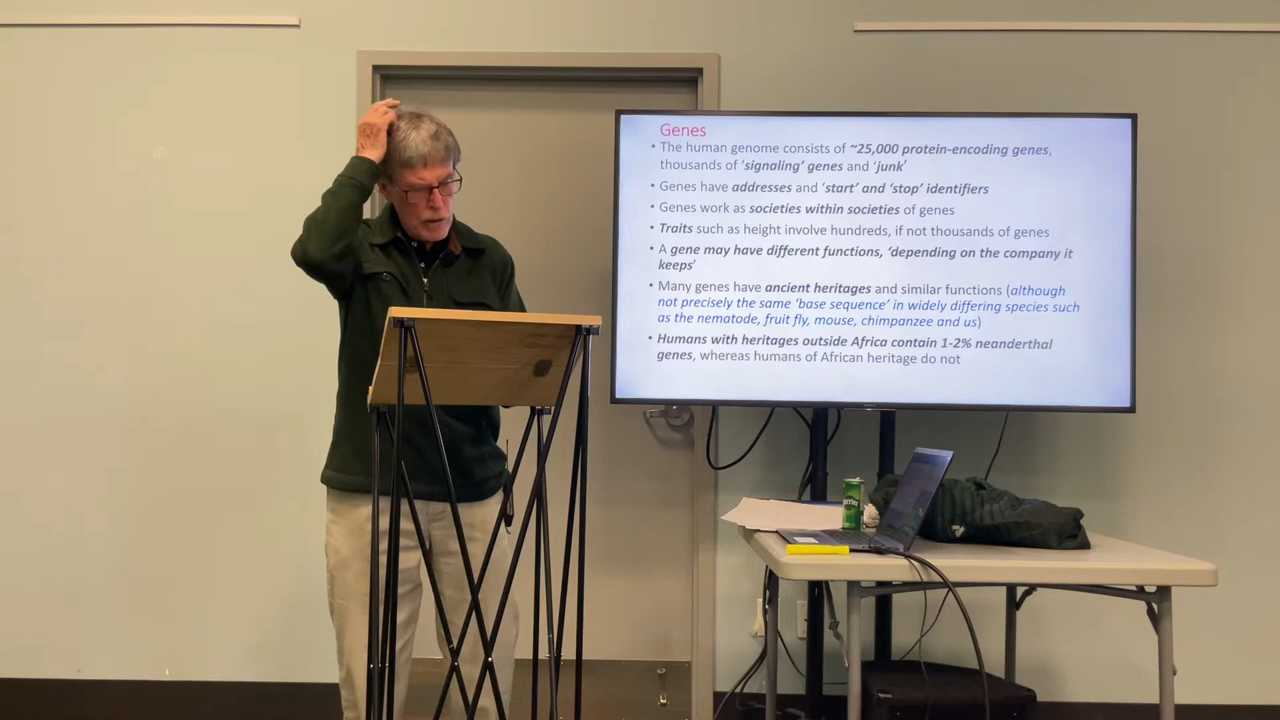 Genes
• The human genome consists of ~25,000 protein-encoding genes,
thousands of ‘signaling’ genes and ‘junk’
• Genes have addresses and ‘start’ and ‘stop’ identifiers
• Genes work as societies within societies of genes
• Traits such as height involve hundreds, if not thousands of genes
• A gene may have different functions, ‘depending on the company it
keeps’
• Many genes have ancient heritages and similar functions (although
not precisely the same ‘base sequence’ in widely differing species such
as the nematode, fruit fly, mouse, chimpanzee and us)
• Humans with heritages outside Africa contain 1-2% neanderthal
genes, whereas humans of African heritage do not